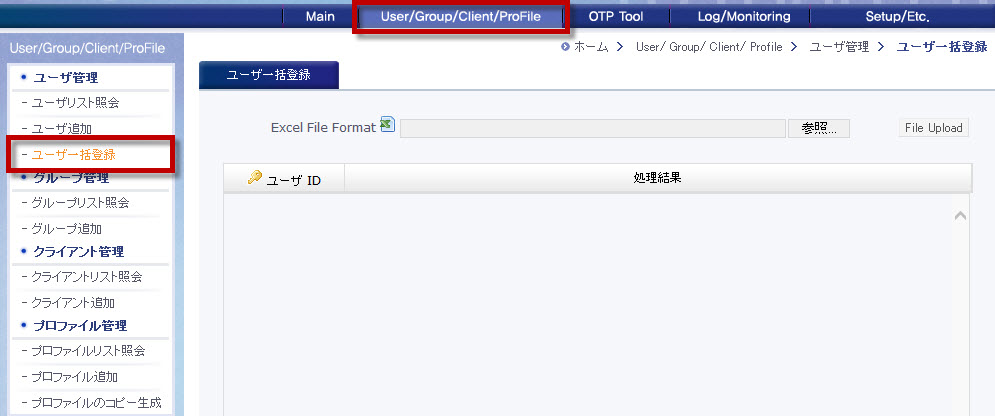 Main
User/Group/Client/ProFile
OTP Tool
Log/Monitoring
Setup/Etc.
ホーム User/ Group/ Client/ Profile ユーザ管理 ユーザー括登録
User/Group/Client/ProFile
ユーザ管理
- ユーザリスト照会
- ユーザ追加
- ユーザー括登録
グループ管理
- グループリスト照会
- グループ追加
クライアント管理
- クライアントリスト照会
- クライアント追加
プロファイル管理
- プロファイルリスト照会
- プロファイル追加
- プロファイルのコピー生成
ユーザー括登録
Excel File Format
参照...
File Upload
ユーザ ID
処理結果